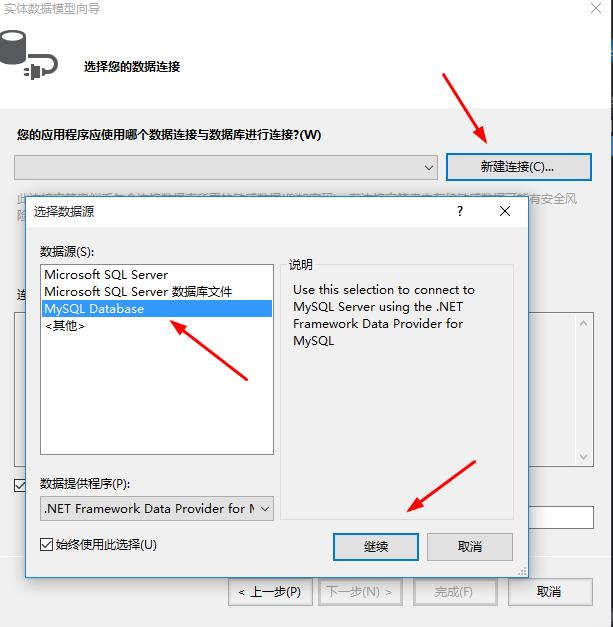 实体数据模型向导
选择您的数据连接
您的应用程序应使用哪个数据连接与数据库进行连接?(W)
新建连接(C)...
有安全风
险
选择数据源
?
数据源(S):
Microsoft SQL Server
Microsoft SQL Server 数据库文件
MySQL Database
<其他>
说明
Use this selection to connect to
MySQL Server using the .NET
Framework Data Provider for
MySQL
连
数据提供程序(P):
.NET Framework Data Provider for
始终使用此选择(U)
继续
取消
< 上一步(P)
下一步(N) >
完成(F)
取消